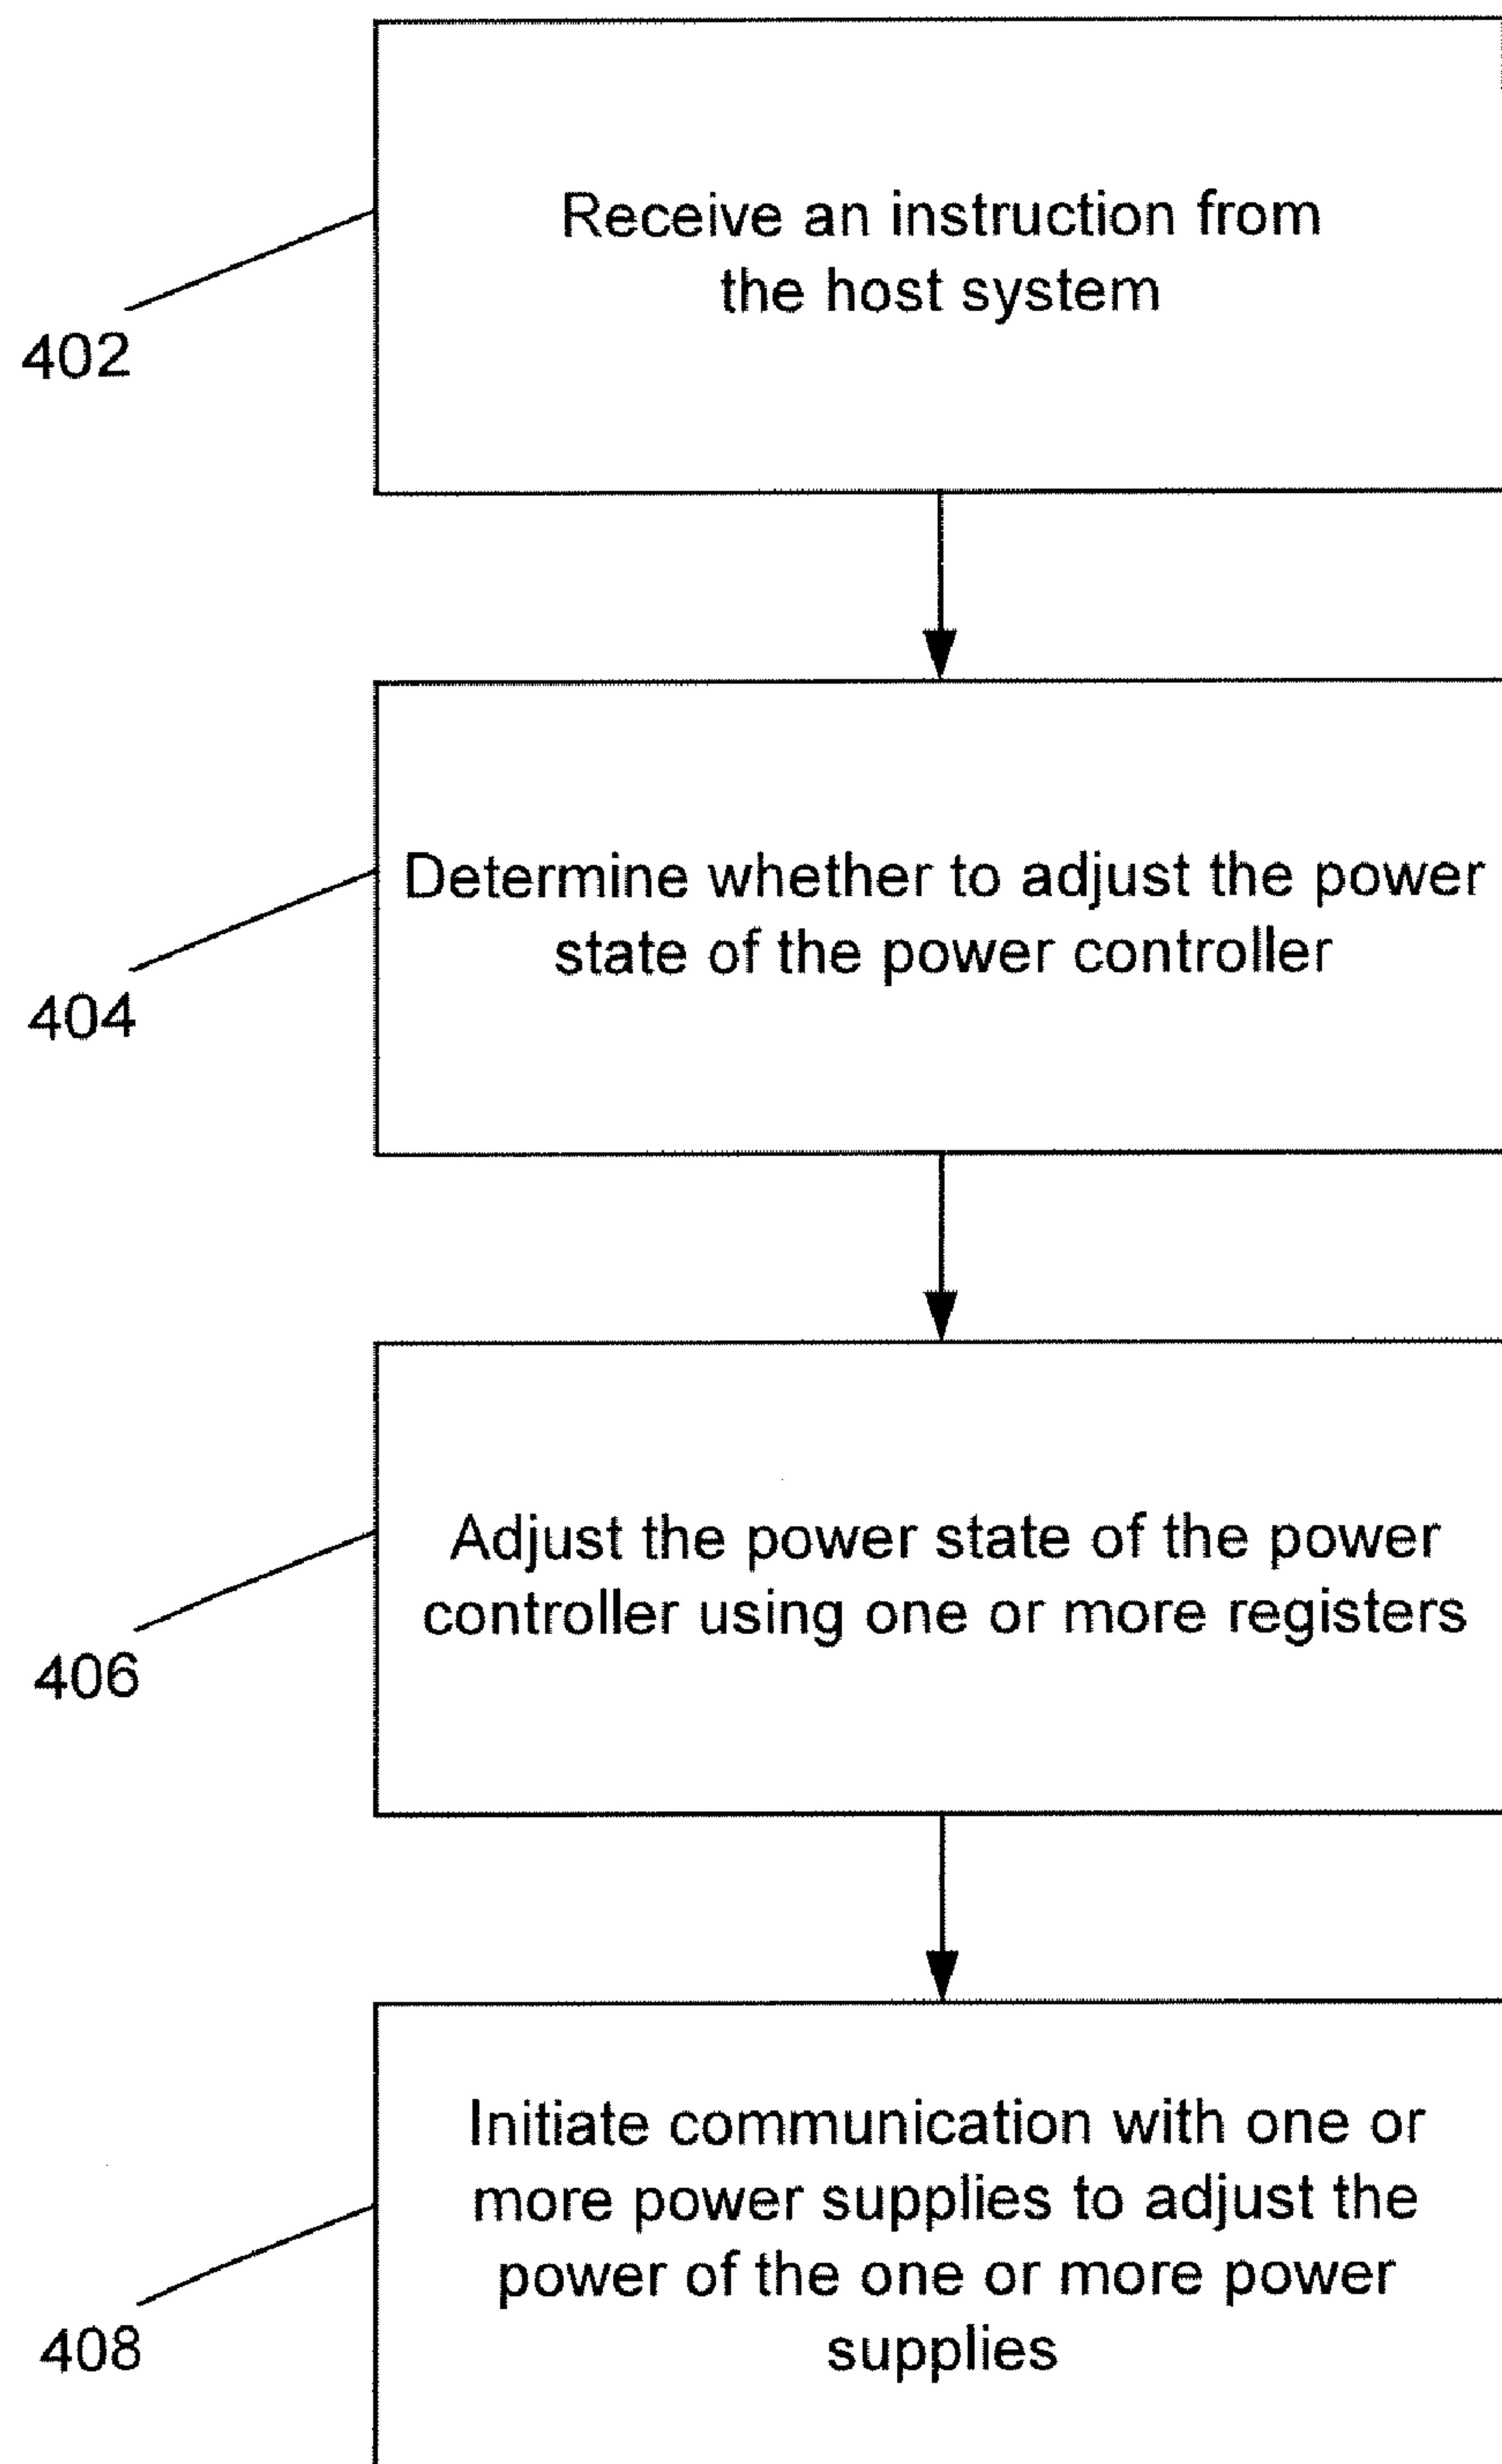 Receive an instruction from
the host system
402
Determine whether to adjust the power
state of the power controller
404
Adjust the power state of the power
controller using one or more registers
406
Initiate communication with one or
more power supplies to adjust the
power of the one or more power
supplies
408